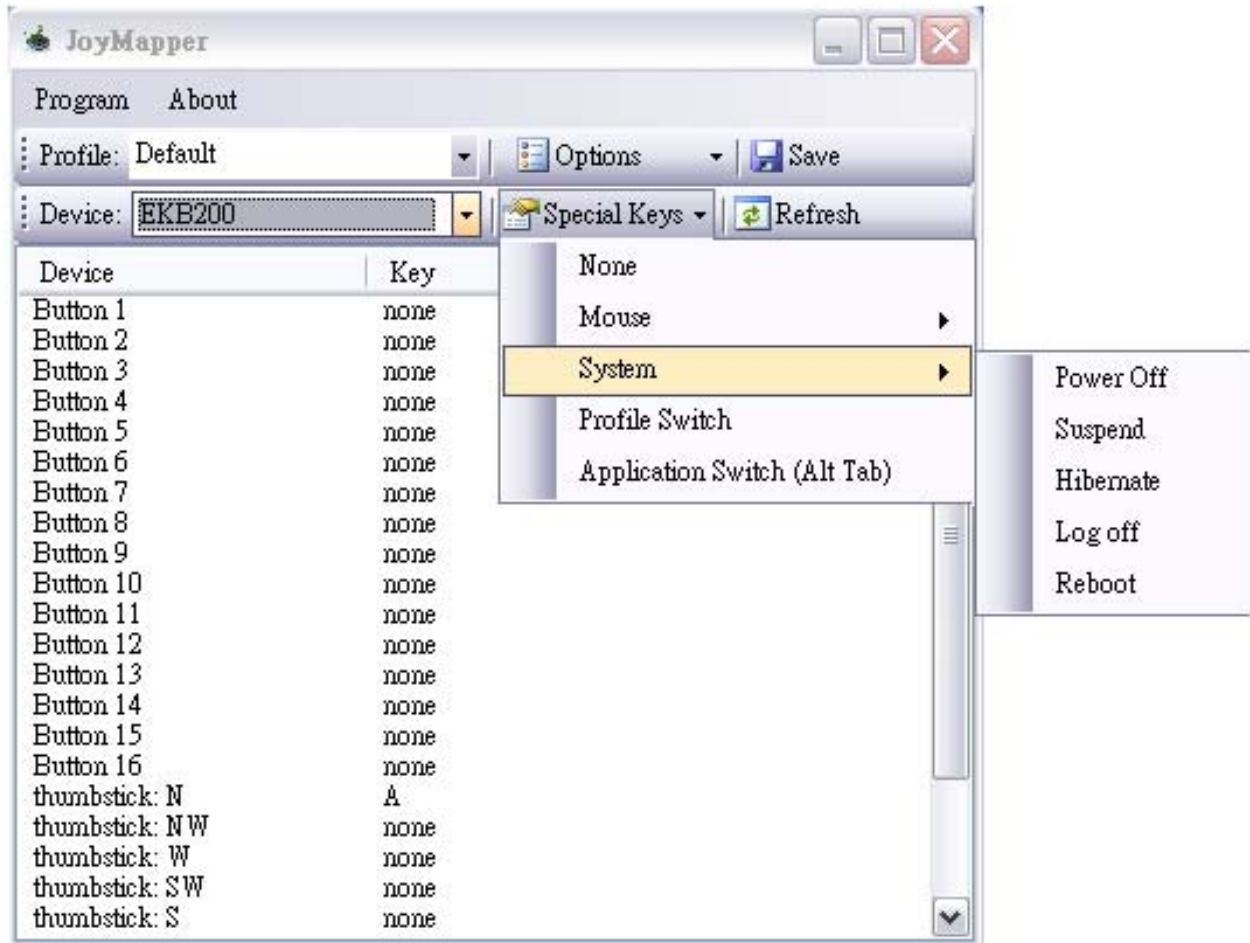 JoyMapper
Program About
Profile: Default Options Save
Device: EKB200 Special Keys Refresh
Device Key
None
Mouse
System
Profile Switch
Application Switch (Alt Tab)
Power Off
Suspend
Hibernate
Log off
Reboot
Button 1 none
Button 2 none
Button 3 none
Button 4 none
Button 5 none
Button 6 none
Button 7 none
Button 8 none
Button 9 none
Button 10 none
Button 11 none
Button 12 none
Button 13 none
Button 14 none
Button 15 none
Button 16 none
thumbstick: N A
thumbstick: NW none
thumbstick: W none
thumbstick: SW none
thumbstick: S none